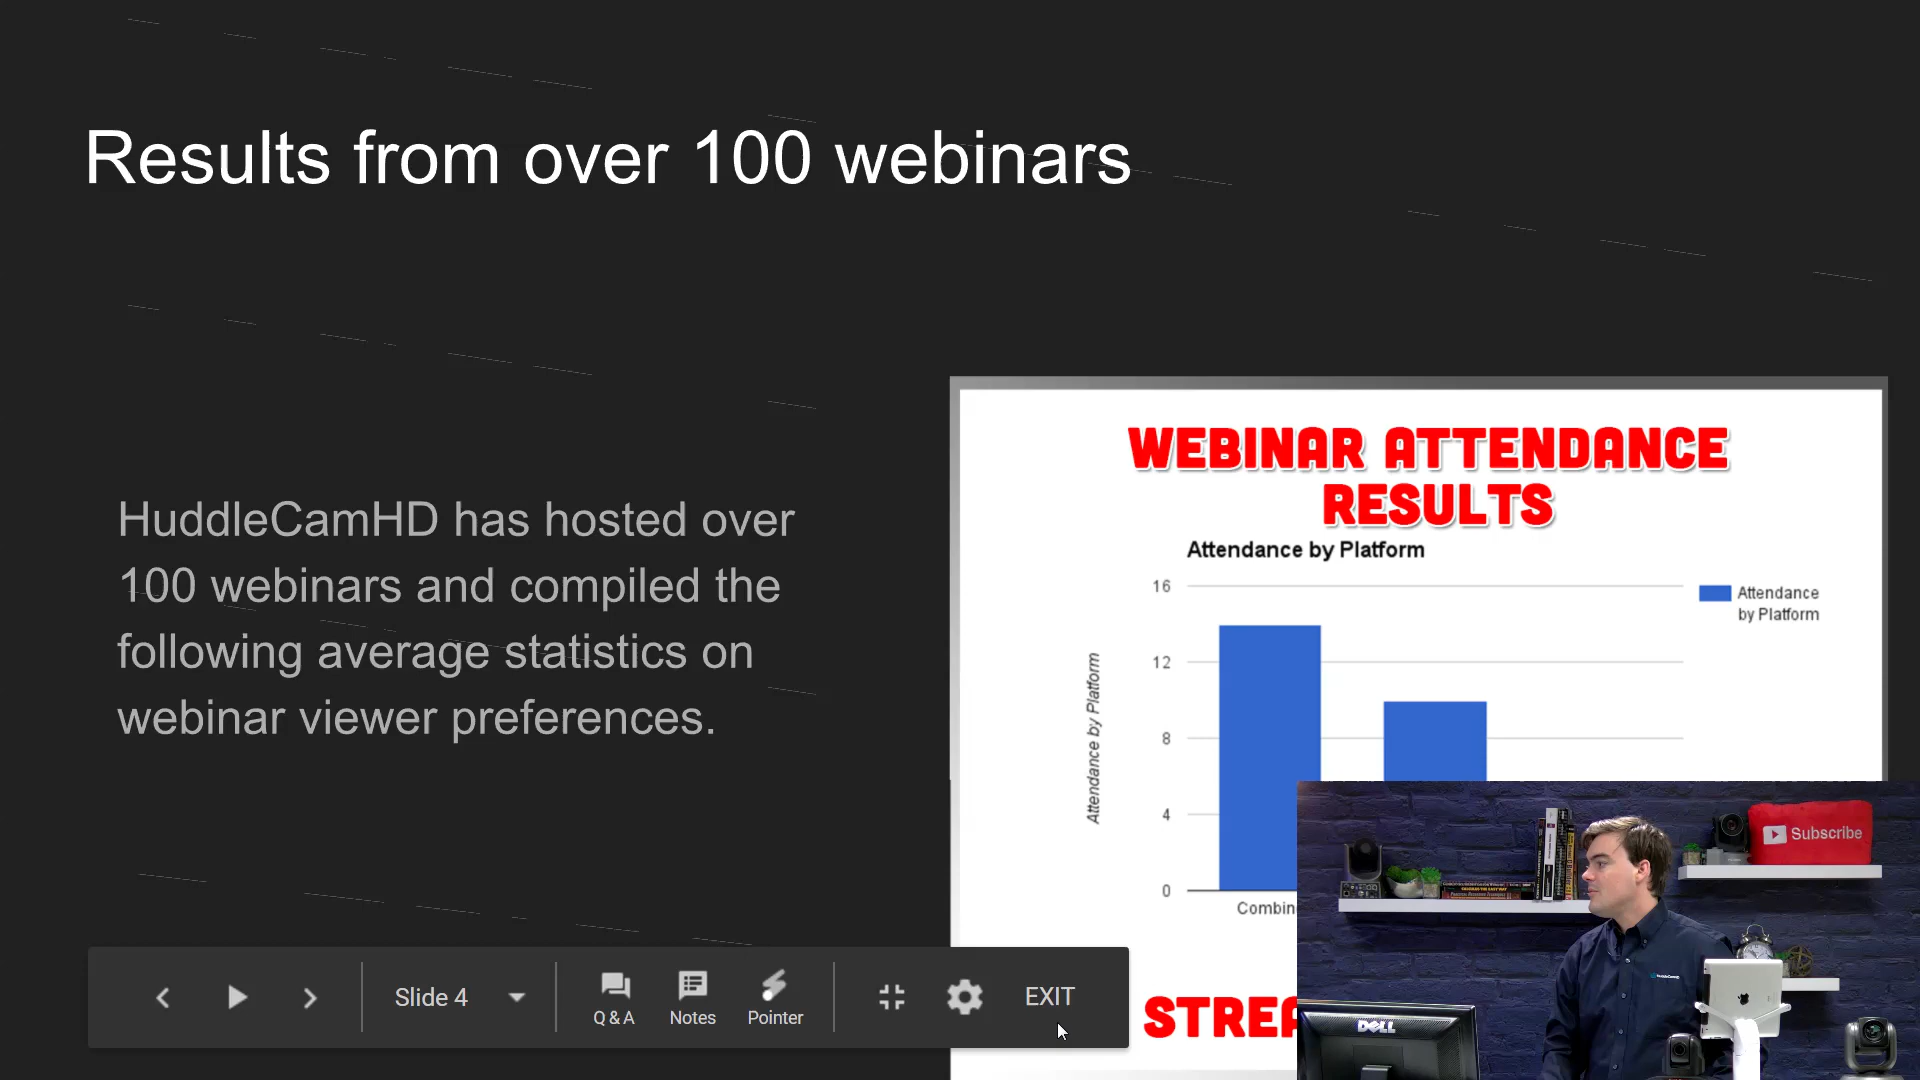 Results from over 100 webinars
HuddleCamHD has hosted over
100 webinars and compiled the
following average statistics on
webinar viewer preferences.
WEBINAR ATTENDANCE
RESULTS
Attendance by Platform
16
12
8
4
0
Attendance by Platform
Attendance
by Platform
Combin
STREA
Subscribe
DELL
Slide 4
Q & A
Notes
Pointer
EXIT